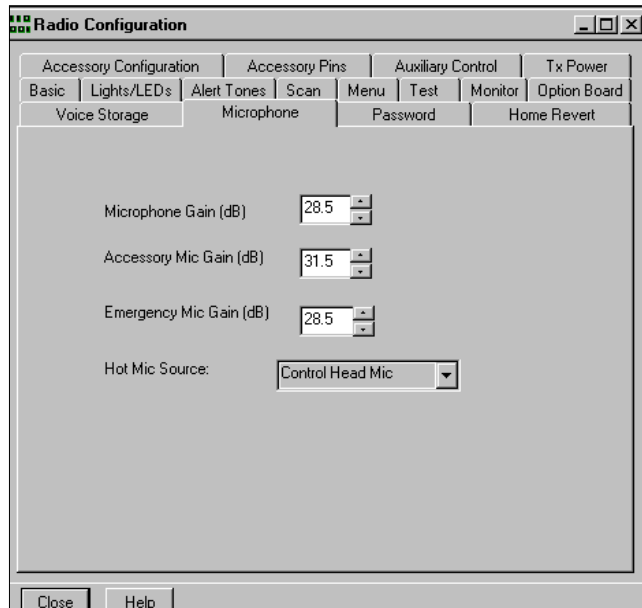 Radio Configuration
Accessory Configuration Accessory Pins Auxiliary Control Tx Power
Basic Lights/LEDs Alert Tones Scan Menu Test Monitor Option Board
Voice Storage Microphone Password Home Revert
Microphone Gain (dB) 28.5
Accessory Mic Gain (dB) 31.5
Emergency Mic Gain (dB) 28.5
Hot Mic Source: Control Head Mic
Close Help